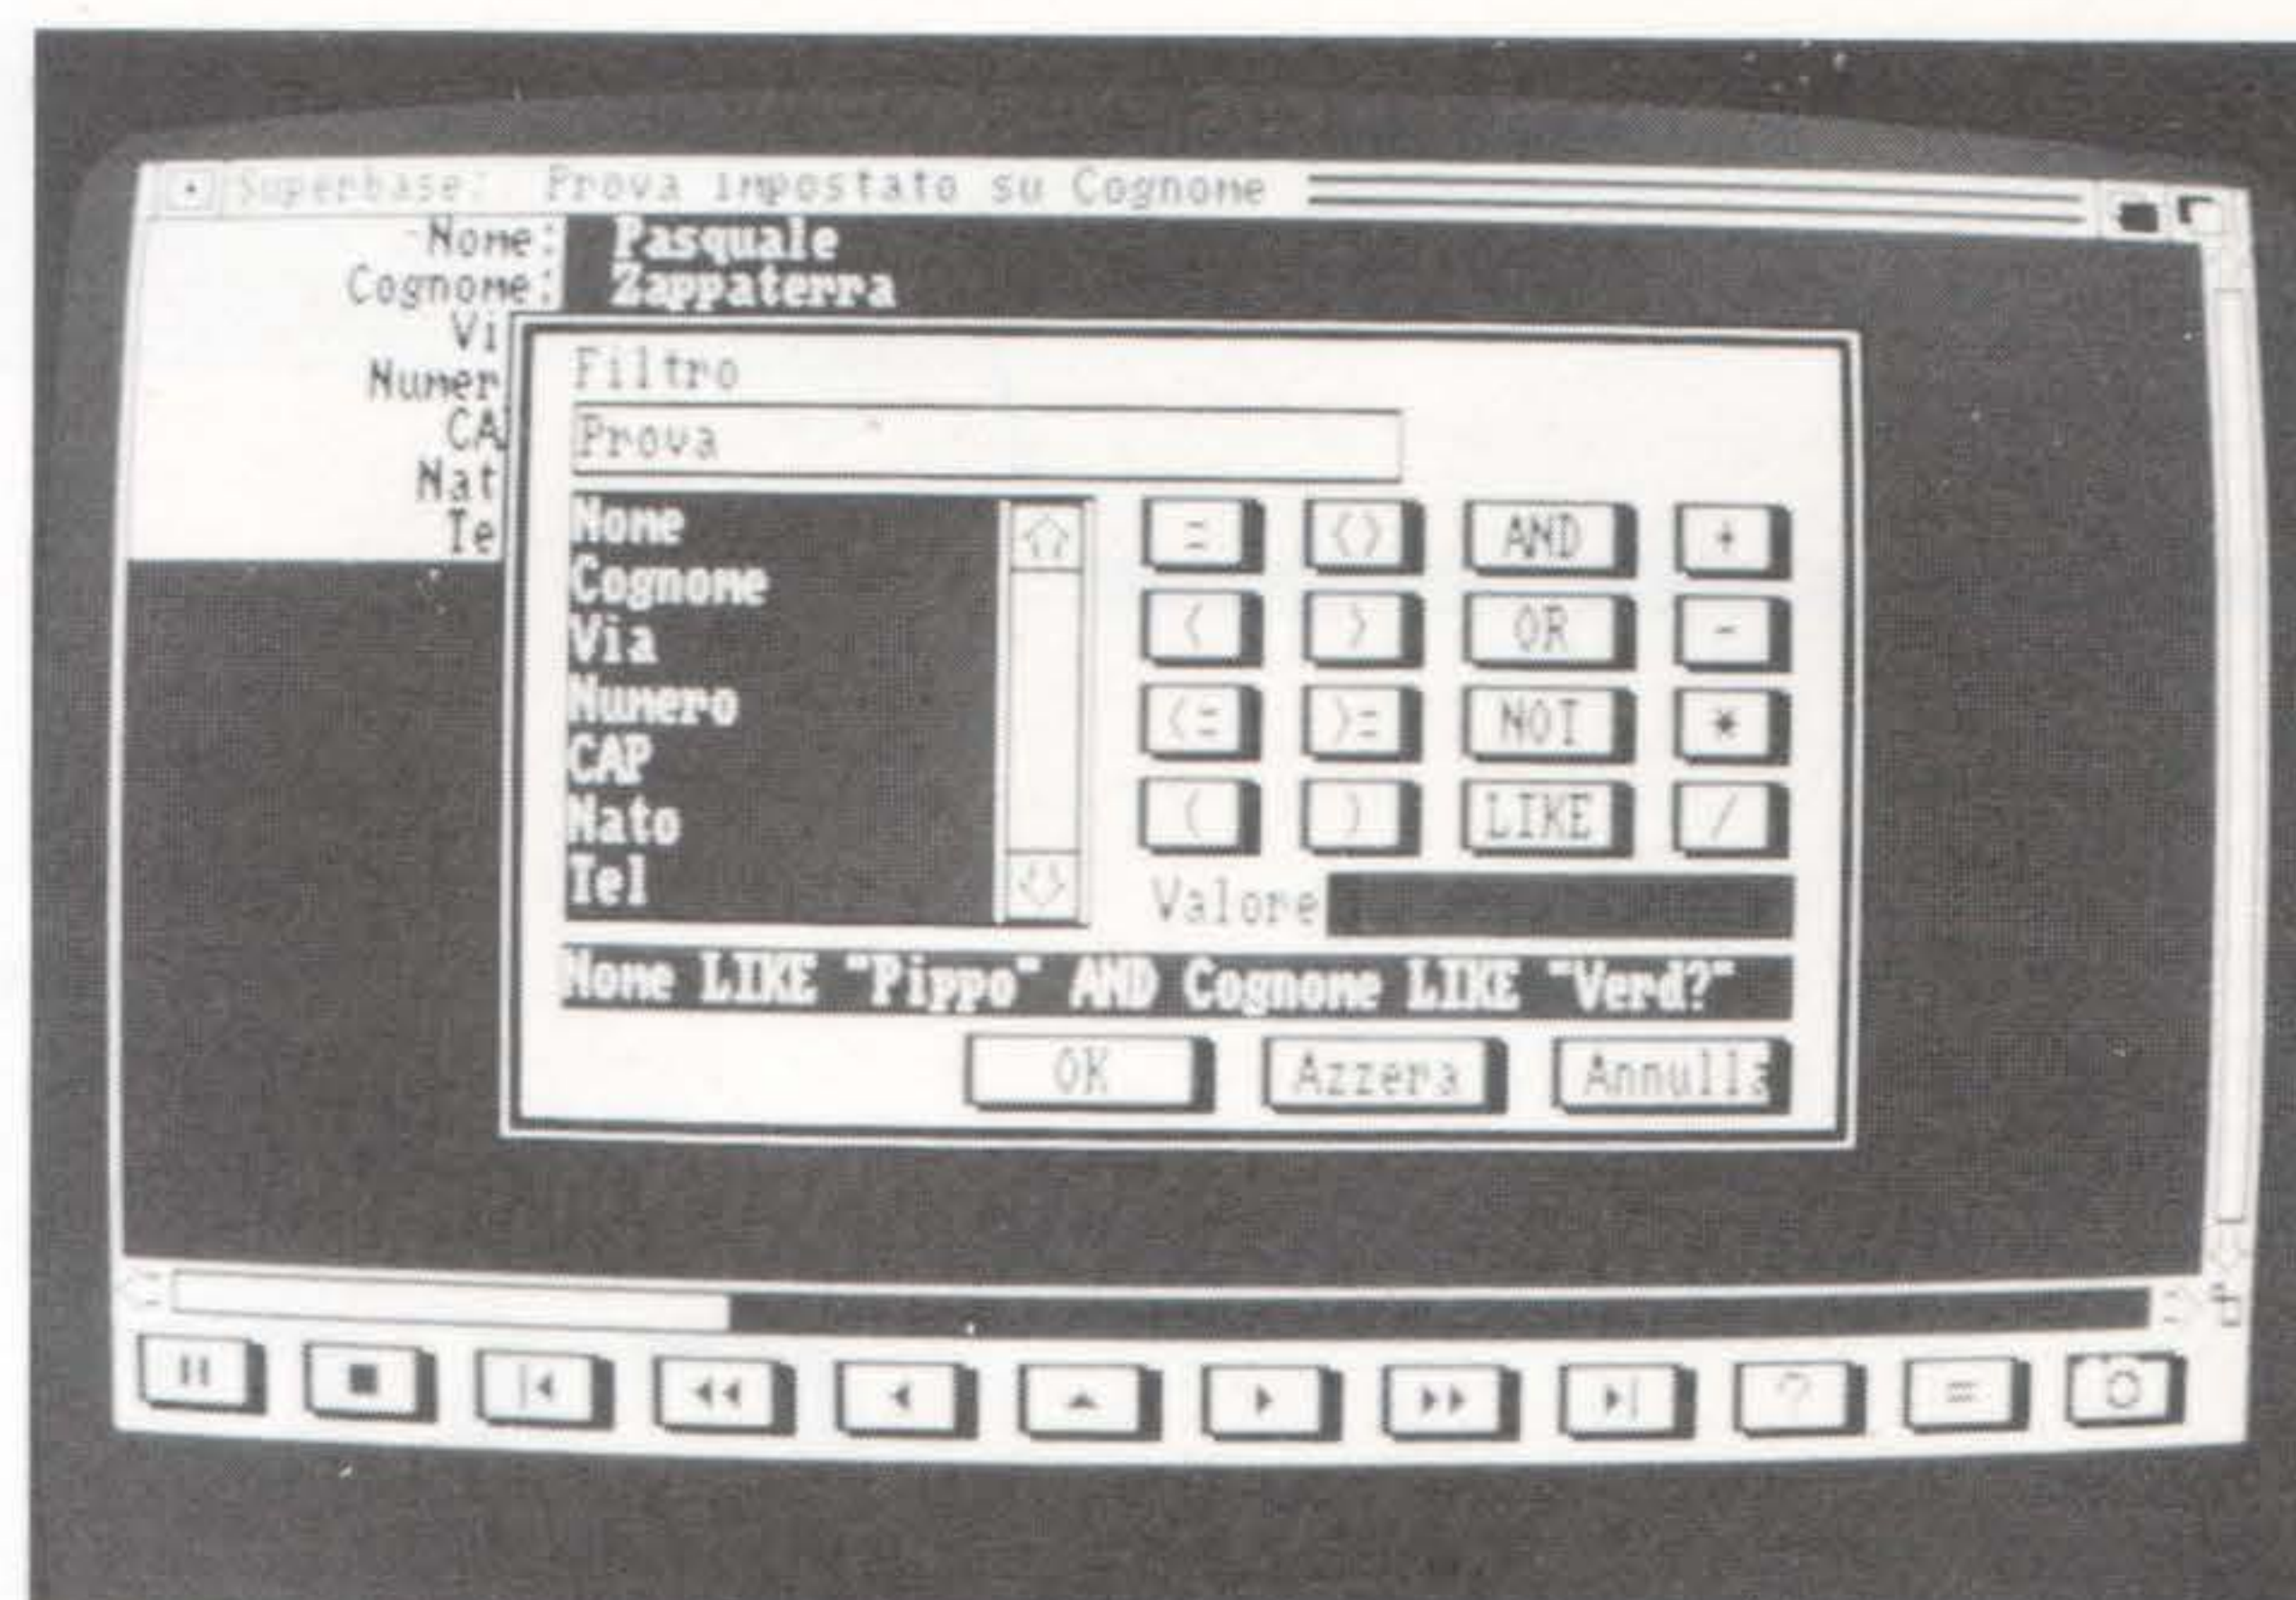 Superbase: Prova impostato su Cognome
Nome: Pasquale
Cognome: Zappaterra
Vi
Numer
CA
Nat
Te
Filtro
Prova
Nome
Cognome
Via
Numero
CAP
Nato
Tel
= <> AND +
< > OR -
<= >= NOT *
( ) LIKE /
Valore
Nome LIKE "Pippo" AND Cognome LIKE "Verd?"
OK Azzera Annulla
? =